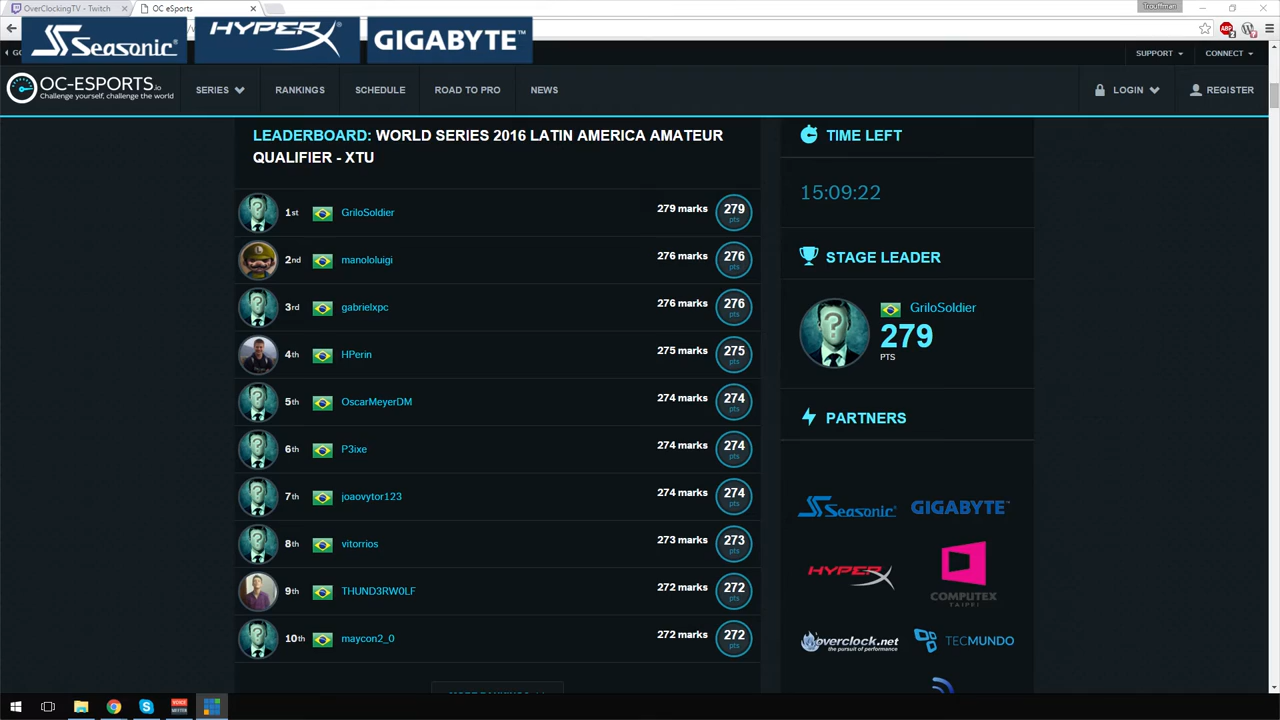 OverClockingTV - Twitch
OC eSports
Trouffman
Seasonic
HYPERX
GIGABYTE
SUPPORT
CONNECT
OC-ESPORTS.io
Challenge yourself, challenge the world
SERIES
RANKINGS
SCHEDULE
ROAD TO PRO
NEWS
LOGIN
REGISTER
LEADERBOARD: WORLD SERIES 2016 LATIN AMERICA AMATEUR
QUALIFIER - XTU
1st GriloSoldier 279 marks 279 pts
2nd manololuigi 276 marks 276 pts
3rd gabrielxpc 276 marks 276 pts
4th HPerin 275 marks 275 pts
5th OscarMeyerDM 274 marks 274 pts
6th P3ixe 274 marks 274 pts
7th joaovytor123 274 marks 274 pts
8th vitorrios 273 marks 273 pts
9th THUND3RW0LF 272 marks 272 pts
10th maycon2_0 272 marks 272 pts
TIME LEFT
15:09:22
STAGE LEADER
GriloSoldier
279
PTS
PARTNERS
Seasonic
GIGABYTE
HYPERX
COMPUTEX
TAIPEI
overclock.net
the pursuit of performance
TECMUNDO